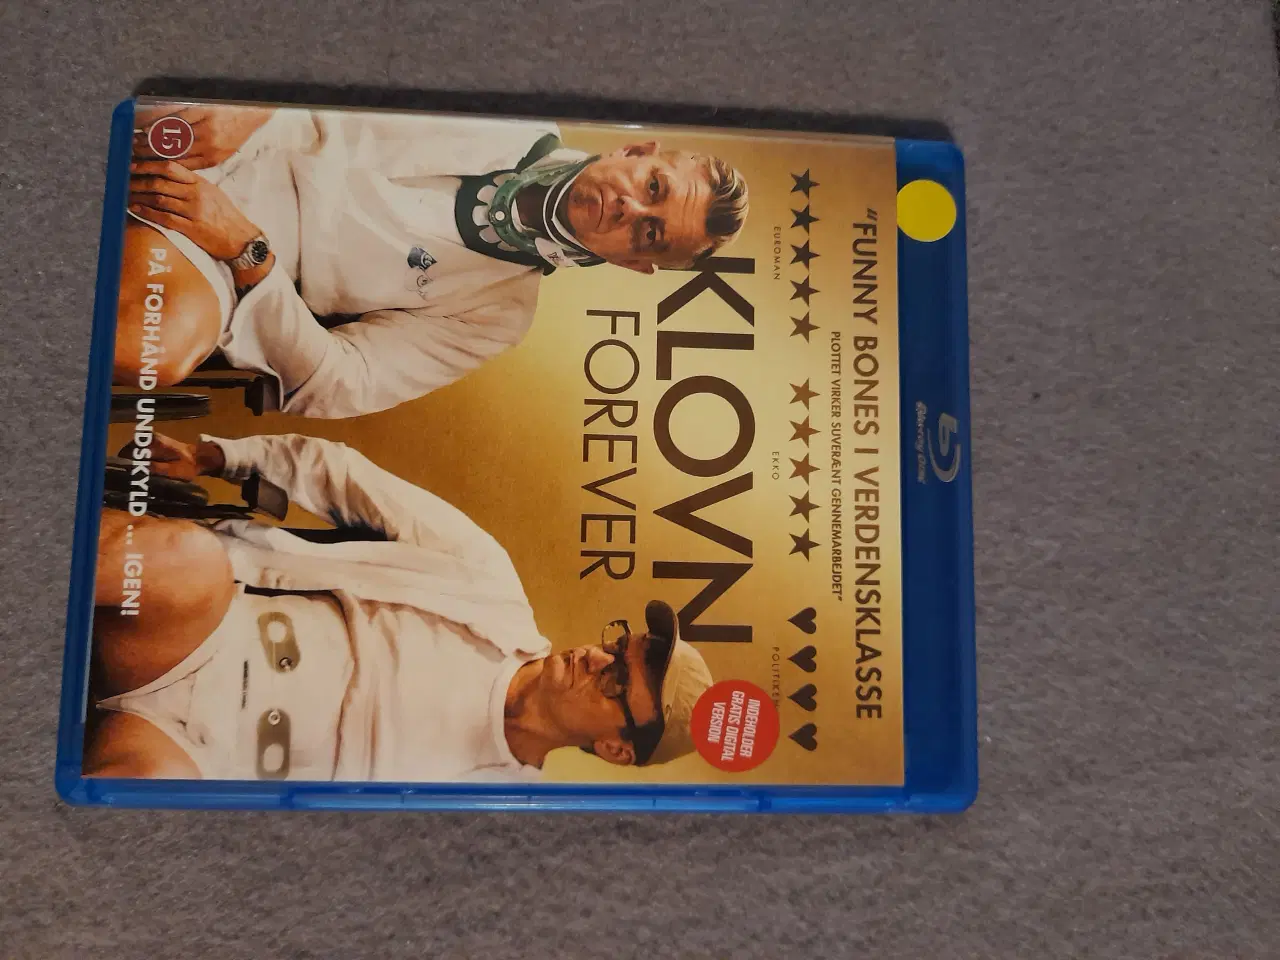 Blu-ray Disc
"FUNNY BONES I VERDENSKLASSE
PLOTTET VIRKER SUVERÆNT GENNEMARBEJDET"
EUROMAN
EKKO
POLITIKEN
INDEHOLDER
GRATIS DIGITAL
VERSION
KLOVN
FOREVER
PÅ FORHÅND UNDSKYLD ... IGEN!
15